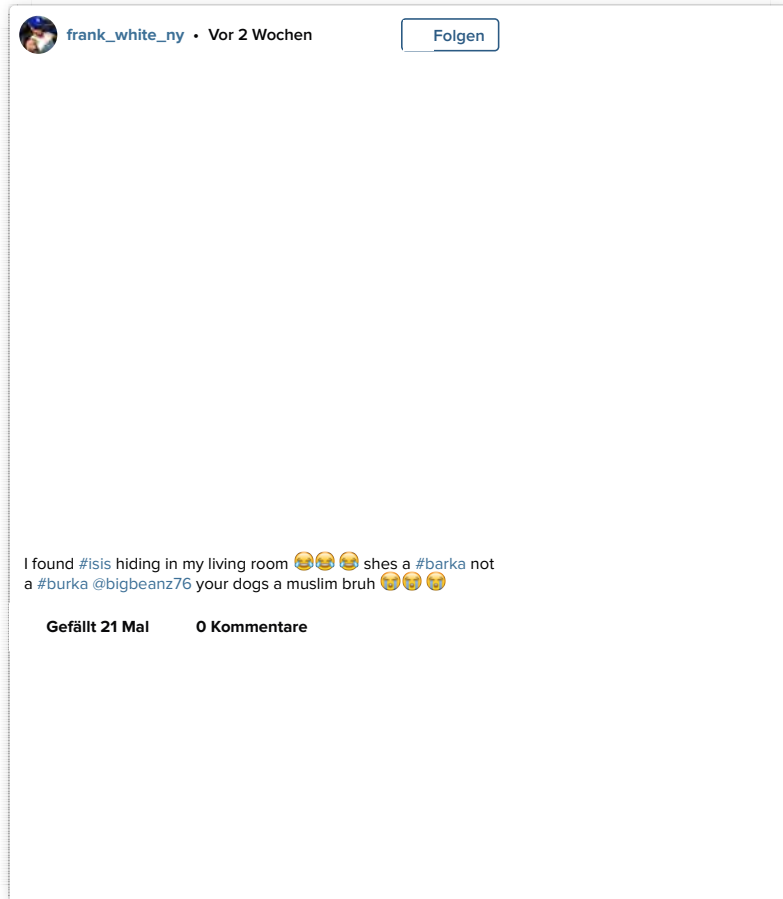 frank_white_ny • Vor 2 Wochen
Folgen
I found #isis hiding in my living room 😂😂 😂 shes a #barka not
a #burka @bigbeanz76 your dogs a muslim bruh 😭😭 😭
Gefällt 21 Mal
0 Kommentare